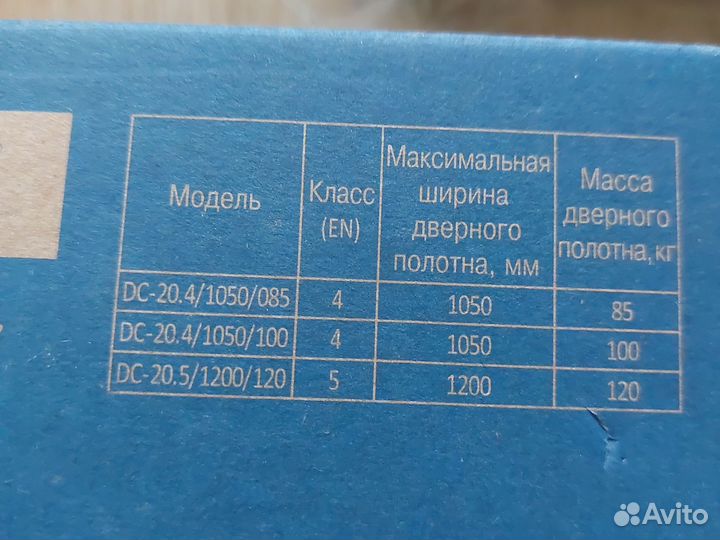 Модель Класс (EN) Максимальная ширина дверного полотна, мм Масса дверного полотна, кг
DC-20.4/1050/085 4 1050 85
DC-20.4/1050/100 4 1050 100
DC-20.5/1200/120 5 1200 120
Avito